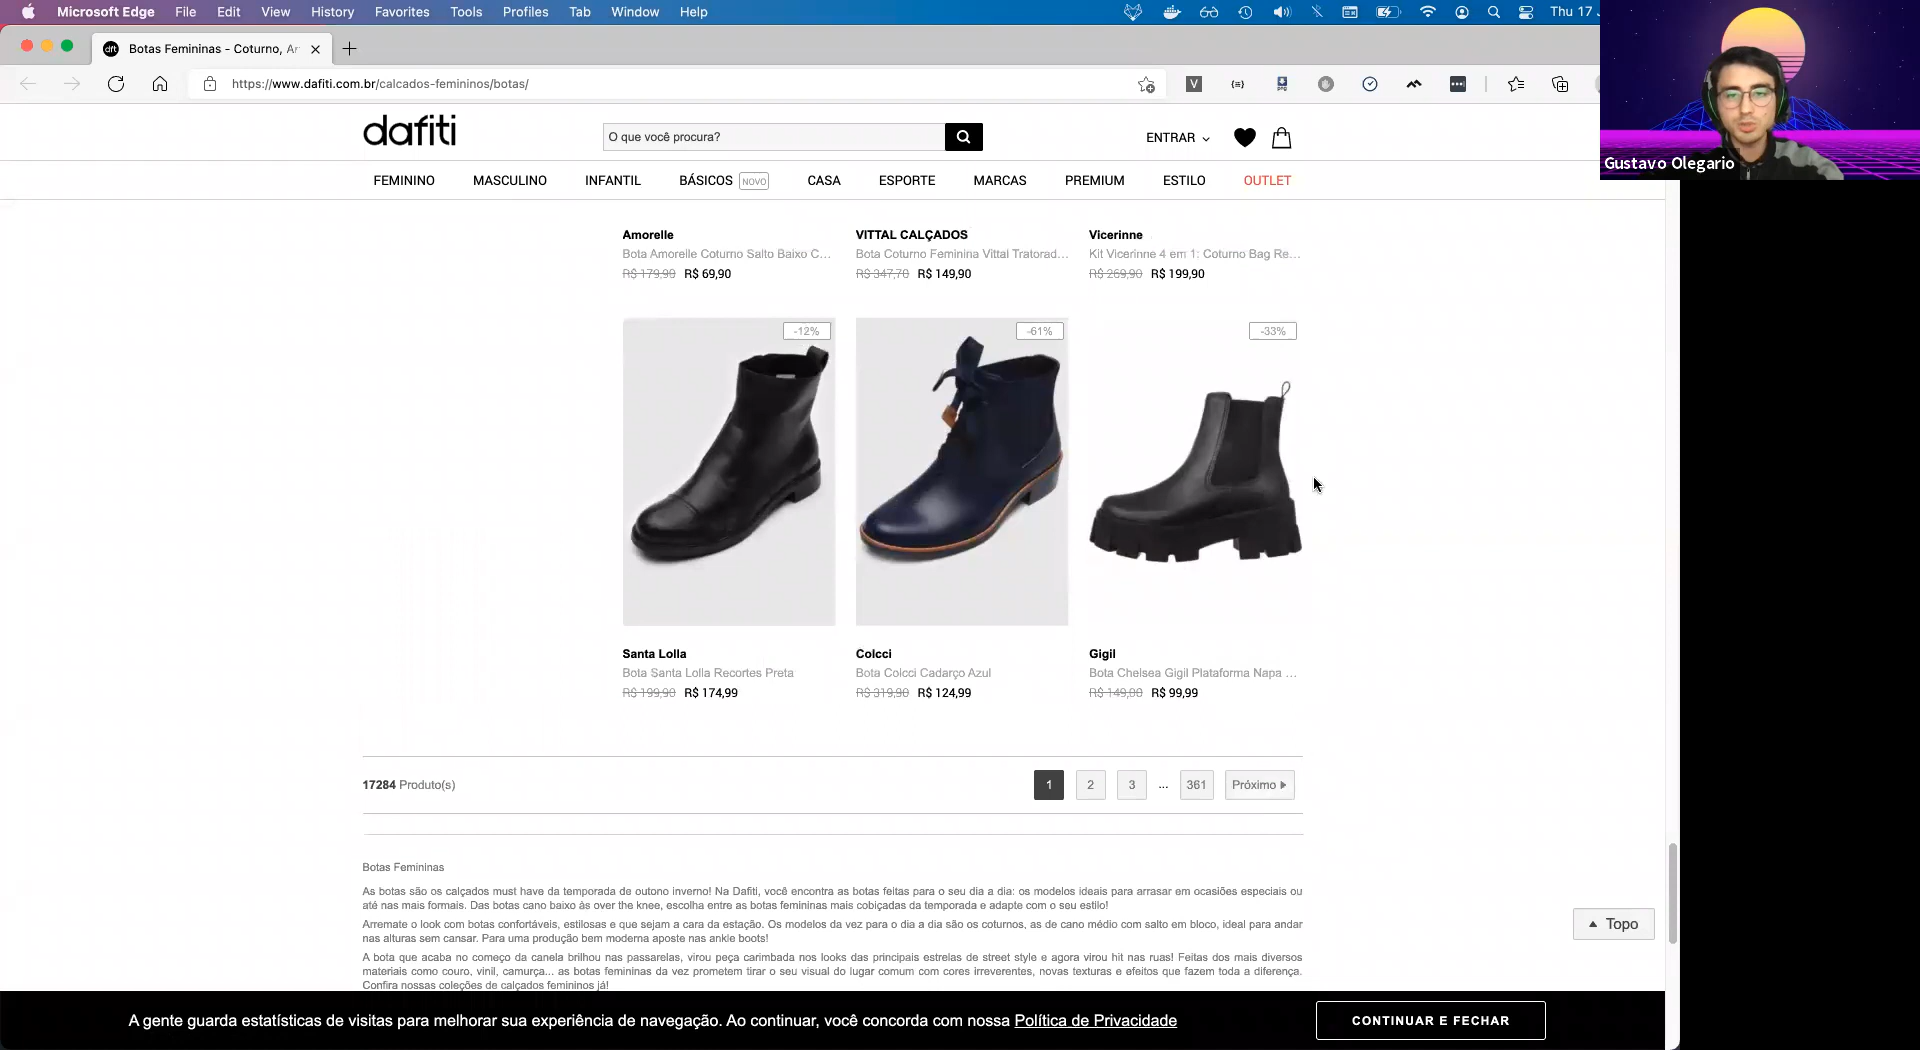 Microsoft Edge File Edit View History Favorites Tools Profiles Tab Window Help Thu 17
dft Botas Femininas - Coturno, An
https://www.dafiti.com.br/calcados-femininos/botas/
Gustavo Olegario
dafiti O que você procura? ENTRAR
FEMININO MASCULINO INFANTIL BÁSICOS NOVO CASA ESPORTE MARCAS PREMIUM ESTILO OUTLET
Amorelle VITTAL CALÇADOS Vicerinne
Bota Amorelle Coturno Salto Baixo C... Bota Coturno Feminina Vittal Tratorad... Kit Vicerinne 4 em 1: Coturno Bag Re...
R$ 179,90 R$ 69,90 R$ 347,70 R$ 149,90 R$ 269,90 R$ 199,90
-12% -61% -33%
Santa Lolla Colcci Gigil
Bota Santa Lolla Recortes Preta Bota Colcci Cadarço Azul Bota Chelsea Gigil Plataforma Napa ...
R$ 199,90 R$ 174,99 R$ 319,90 R$ 124,99 R$ 149,00 R$ 99,99
17284 Produto(s) 1 2 3 ... 361 Próximo
Botas Femininas
As botas são os calçados must have da temporada de outono inverno! Na Dafiti, você encontra as botas feitas para o seu dia a dia: os modelos ideais para arrasar em ocasiões especiais ou
até nas mais formais. Das botas cano baixo às over the knee, escolha entre as botas femininas mais cobiçadas da temporada e adapte com o seu estilo!
Arremate o look com botas confortáveis, estilosas e que sejam a cara da estação. Os modelos da vez para o dia a dia são os coturnos, as de cano médio com salto em bloco, ideal para andar
nas alturas sem cansar. Para uma produção bem moderna aposte nas ankle boots!
Topo
A bota que acaba no começo da canela brilhou nas passarelas, virou peça carimbada nos looks das principais estrelas de street style e agora virou hit nas ruas! Feitas dos mais diversos
materiais como couro, vinil, camurça... as botas femininas da vez prometem tirar o seu visual do lugar comum com cores irreverentes, novas texturas e efeitos que fazem toda a diferença.
Confira nossas coleções de calçados femininos já!
A gente guarda estatísticas de visitas para melhorar sua experiência de navegação. Ao continuar, você concorda com nossa Política de Privacidade CONTINUAR E FECHAR